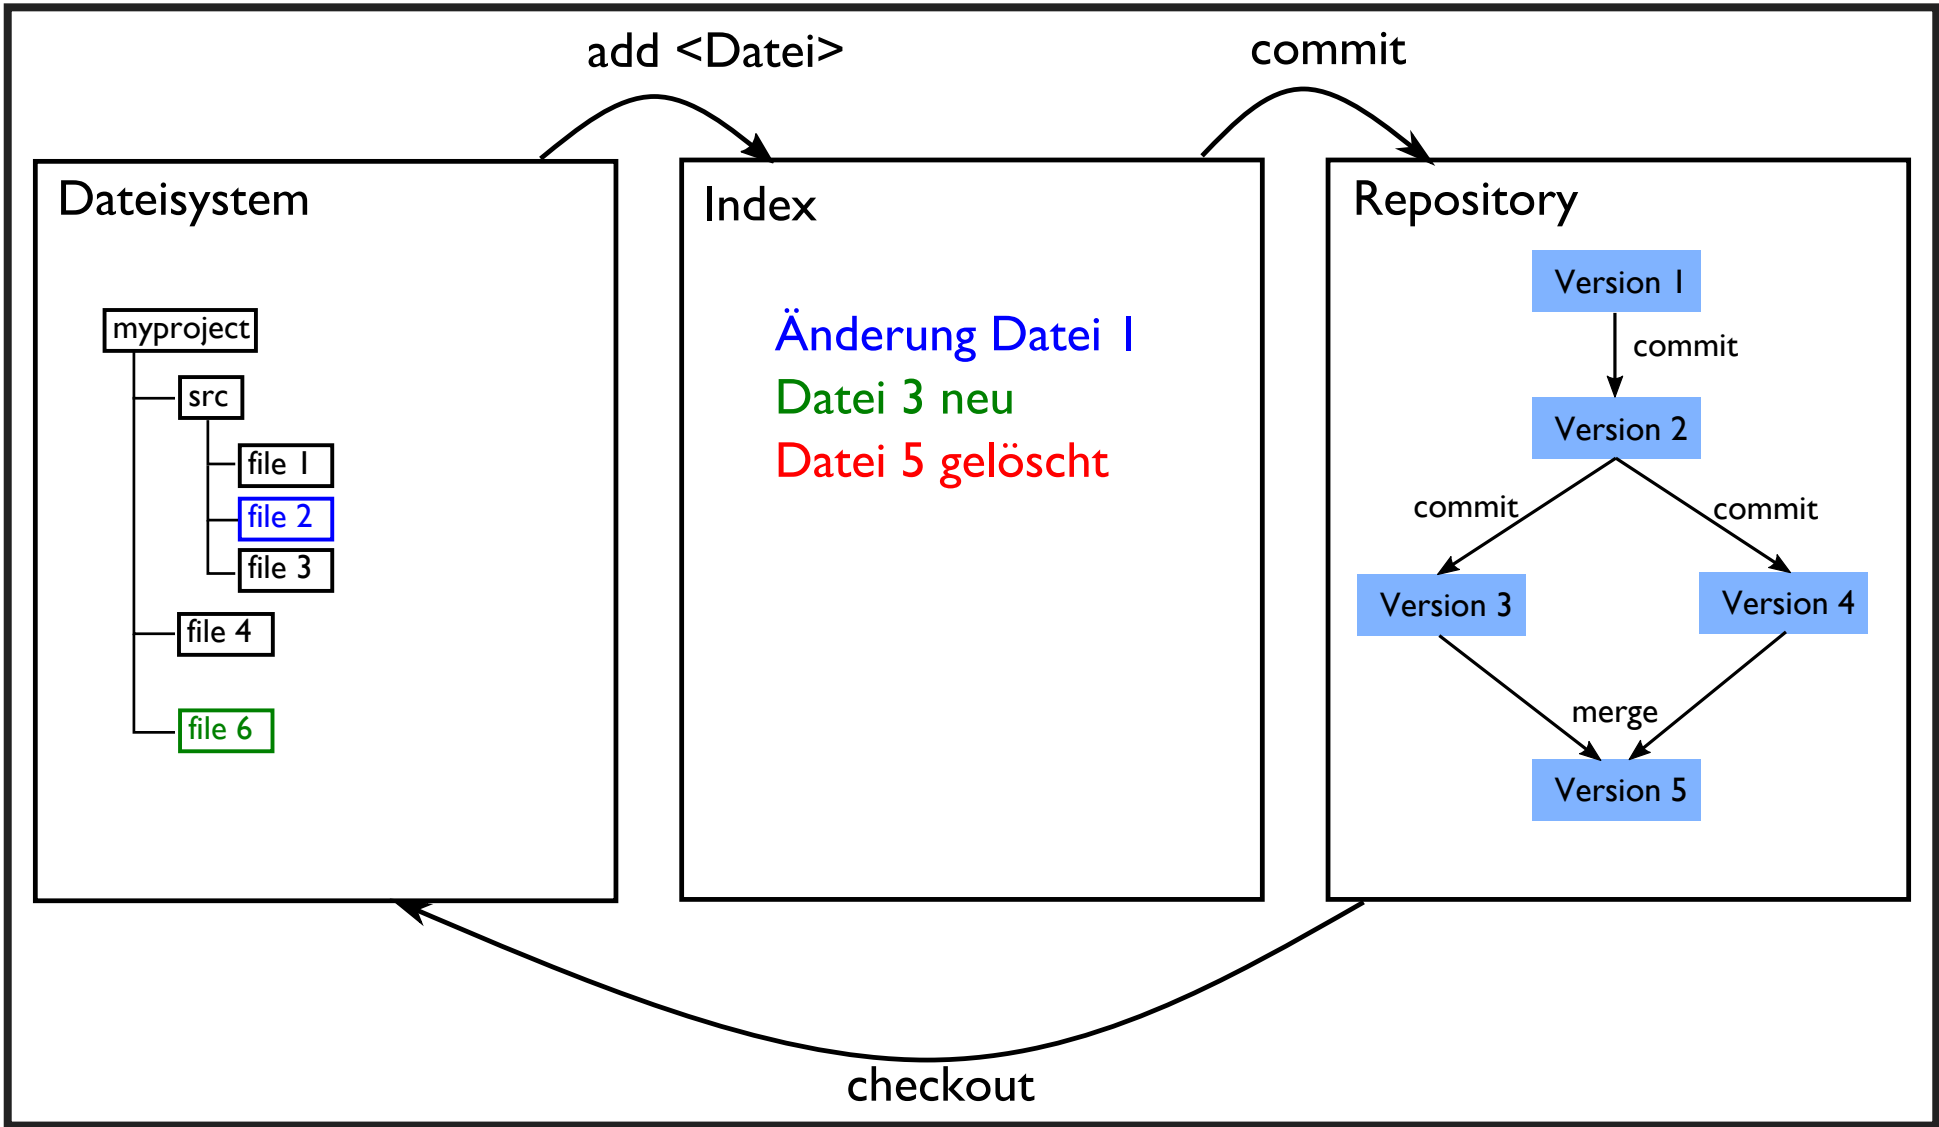 add <Datei>
commit
Dateisystem
myproject
src
file 1
file 2
file 3
file 4
file 6
Index
Änderung Datei 1
Datei 3 neu
Datei 5 gelöscht
Repository
Version 1
commit
Version 2
commit
commit
Version 3
Version 4
merge
Version 5
checkout